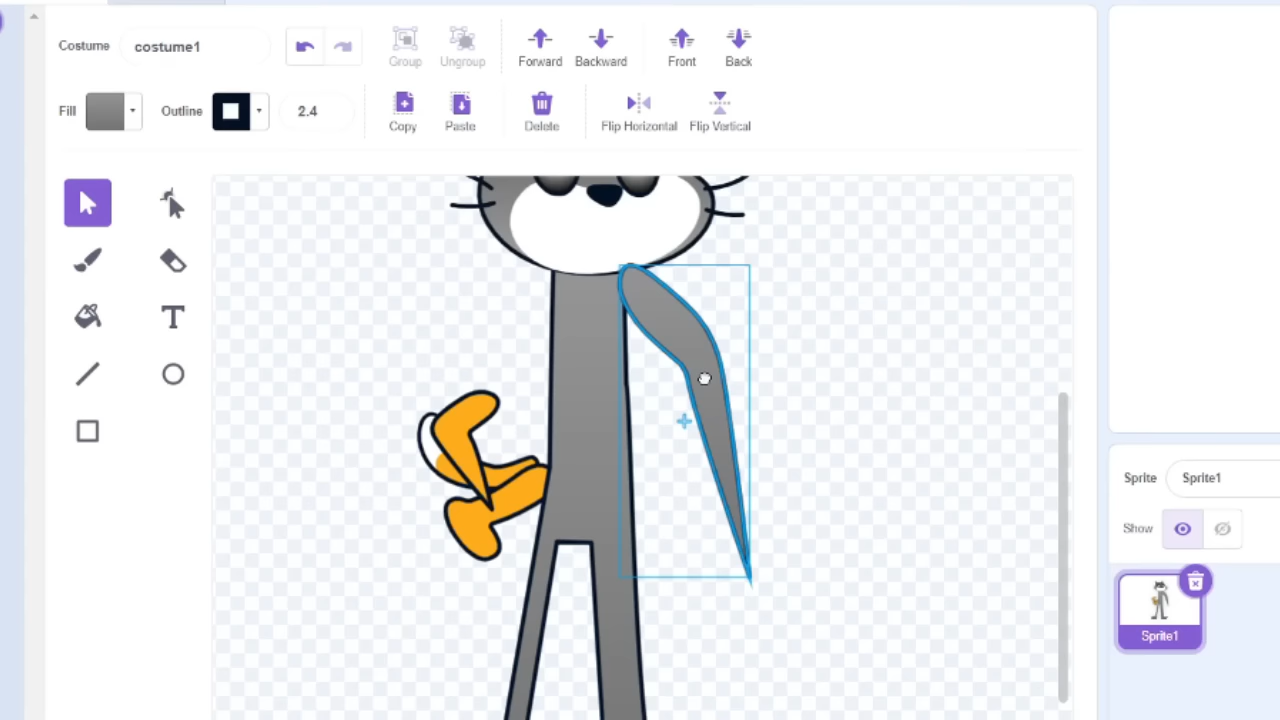 Costume costume1
Group Ungroup Forward Backward Front Back
Fill Outline 2.4
Copy Paste Delete Flip Horizontal Flip Vertical
T
Sprite Sprite1
Show
Sprite1